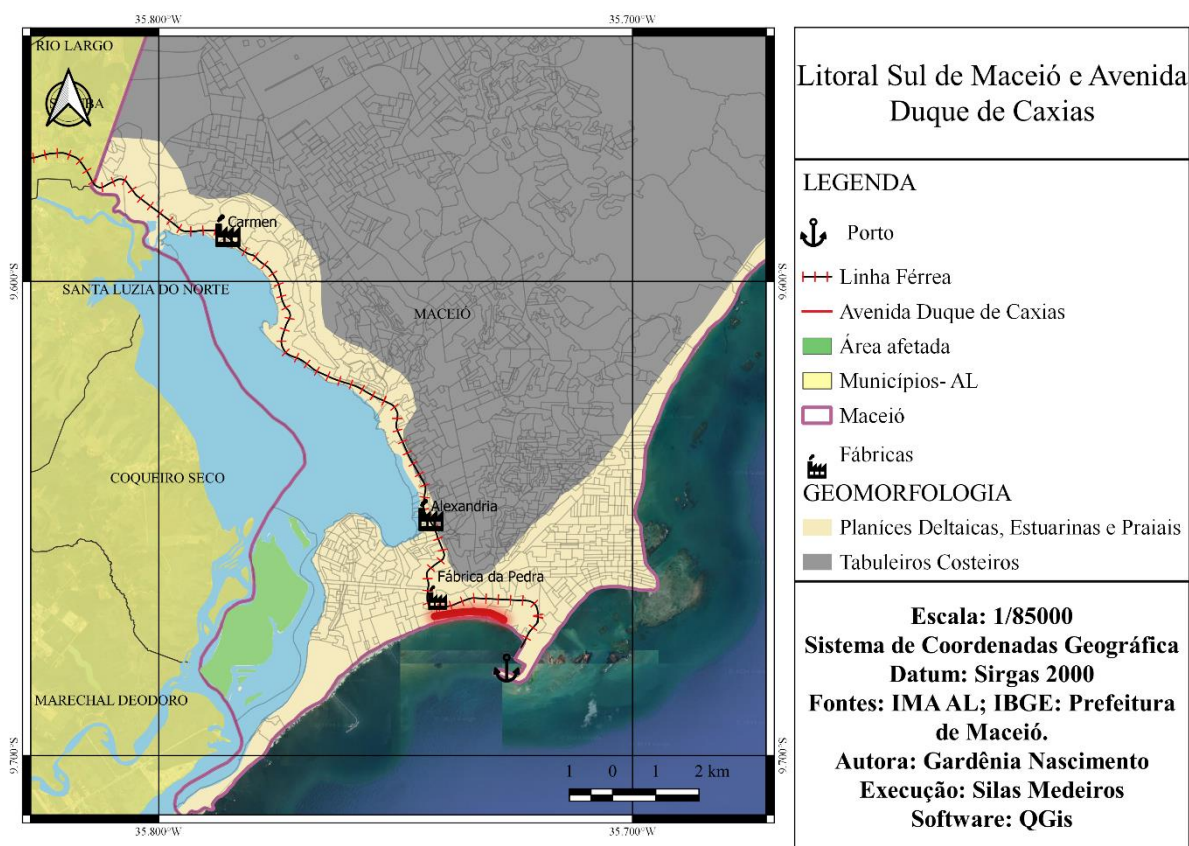 35.800°W
35.700°W
RIO LARGO
9.600°S
Carmen
SANTA LUZIA DO NORTE
MACEIÓ
9.600°S
COQUEIRO SECO
Alexandria
Fábrica da Pedra
MARECHAL DEODORO
9.700°S
9.700°S
1 0 1 2 km
35.800°W
35.700°W
Litoral Sul de Maceió e Avenida
Duque de Caxias
LEGENDA
Porto
Linha Férrea
Avenida Duque de Caxias
Área afetada
Municípios- AL
Maceió
Fábricas
GEOMORFOLOGIA
Planíces Deltaicas, Estuarinas e Praiais
Tabuleiros Costeiros
Escala: 1/85000
Sistema de Coordenadas Geográfica
Datum: Sirgas 2000
Fontes: IMA AL; IBGE: Prefeitura
de Maceió.
Autora: Gardênia Nascimento
Execução: Silas Medeiros
Software: QGis